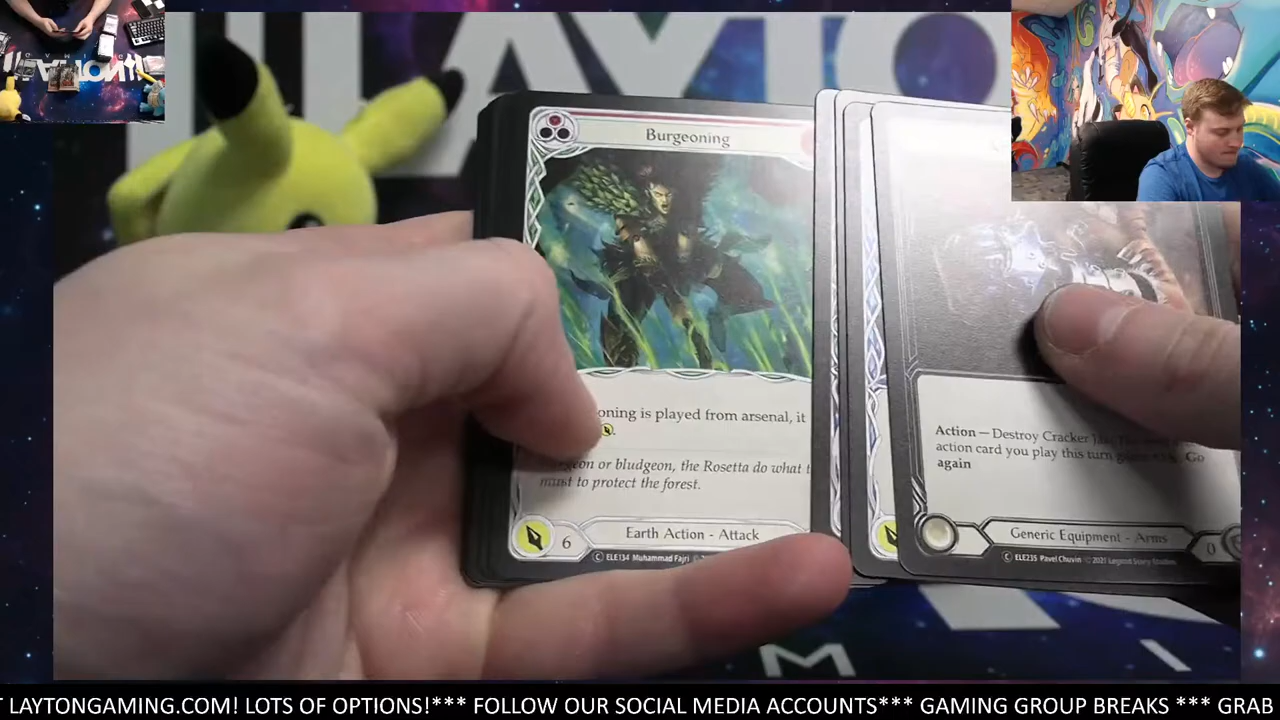 Burgeoning
oning is played from arsenal, it
or bludgeon, the Rosetta do what
must to protect the forest.
6
Earth Action - Attack
C ELE134 Muhammad Fajri ©
Action — Destroy Cracker
action card you play this turn Go
again
Generic Equipment - Arms
0
C ELE235 Pavel Chuvin © 2021 Legend Story Studios
M
T LAYTONGAMING.COM! LOTS OF OPTIONS!*** FOLLOW OUR SOCIAL MEDIA ACCOUNTS*** GAMING GROUP BREAKS *** GRAB